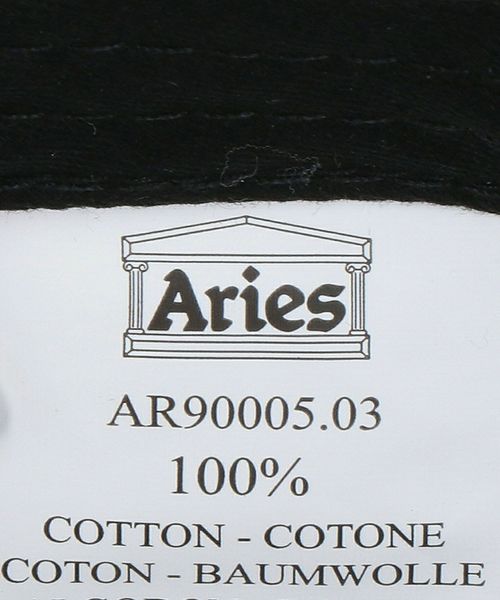 Aries
AR90005.03
100%
COTTON - COTONE
COTON - BAUMWOLLE